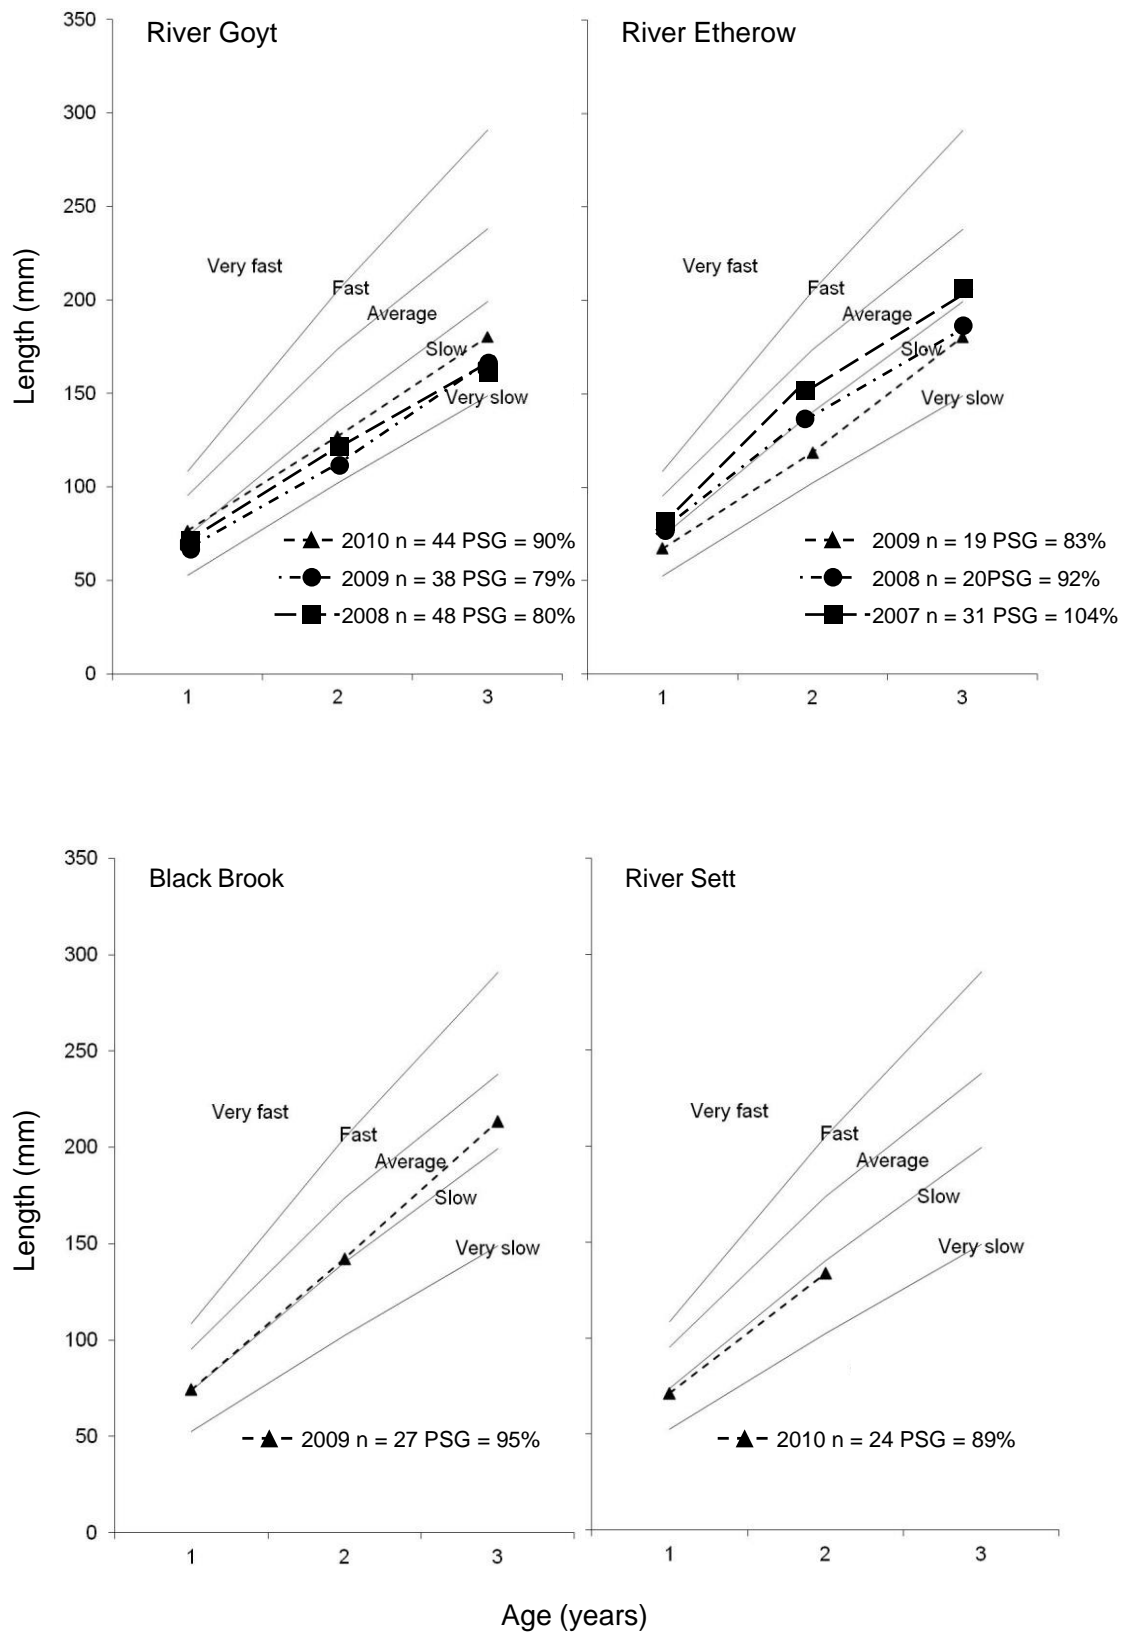 River Goyt
350
300
250
200
150
100
50
0
Length (mm)
Very fast
Fast
Average
Slow
Very slow
2010 n = 44 PSG = 90%
2009 n = 38 PSG = 79%
2008 n = 48 PSG = 80%
1 2 3
River Etherow
Very fast
Fast
Average
Slow
Very slow
2009 n = 19 PSG = 83%
2008 n = 20PSG = 92%
2007 n = 31 PSG = 104%
1 2 3
Black Brook
350
300
250
200
150
100
50
0
Length (mm)
Very fast
Fast
Average
Slow
Very slow
2009 n = 27 PSG = 95%
1 2 3
River Sett
Very fast
Fast
Average
Slow
Very slow
2010 n = 24 PSG = 89%
1 2 3
Age (years)